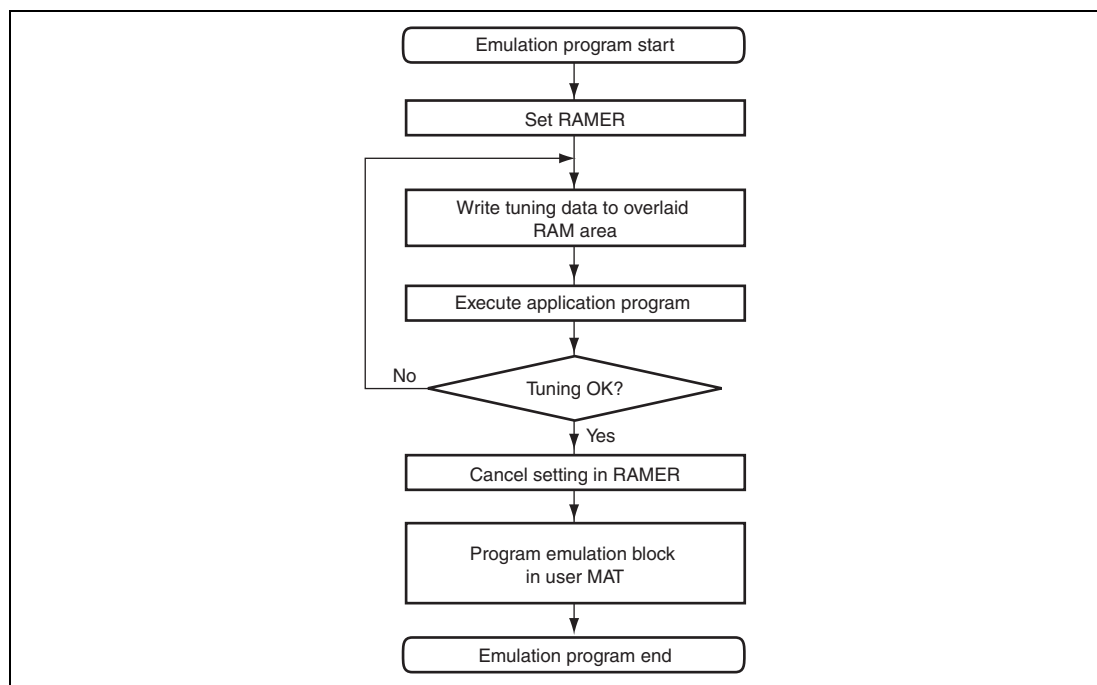 Emulation program start
Set RAMER
Write tuning data to overlaid
RAM area
Execute application program
No
Tuning OK?
Yes
Cancel setting in RAMER
Program emulation block
in user MAT
Emulation program end